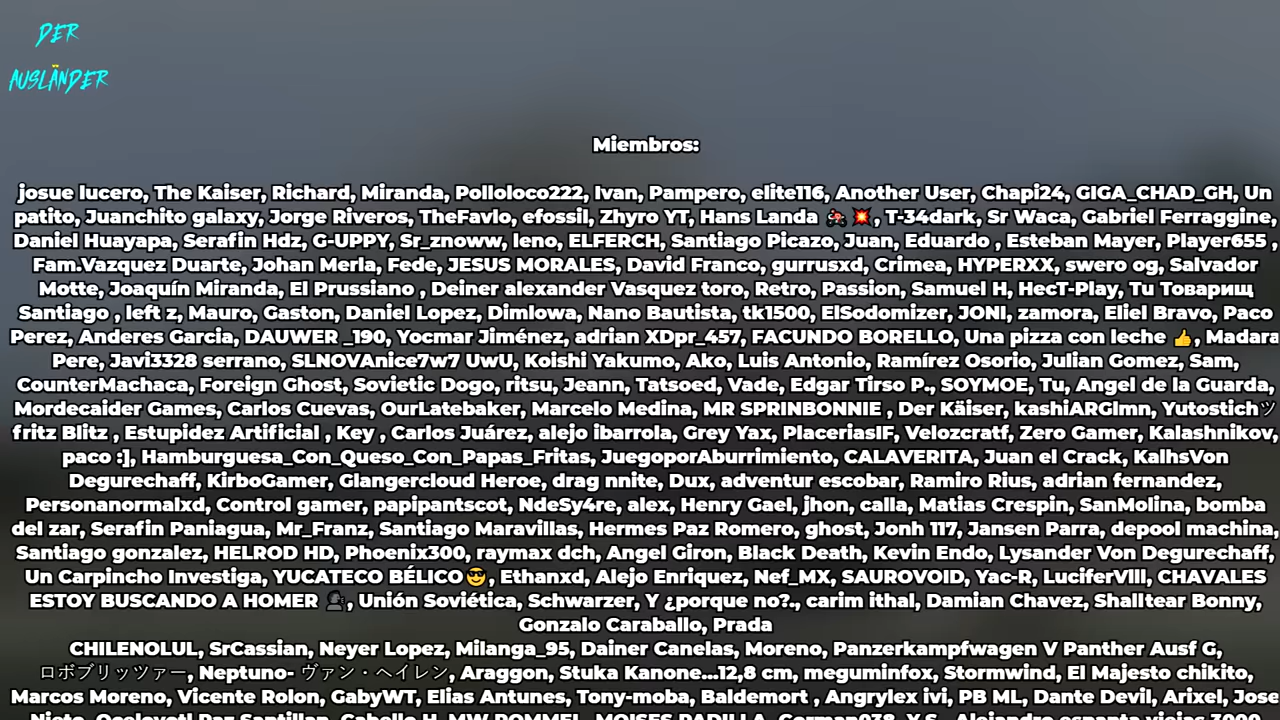 DER
AUSLÄNDER
Miembros:
josue lucero, The Kaiser, Richard, Miranda, Polloloco222, Ivan, Pampero, elite116, Another User, Chapi24, GIGA_CHAD_GH, Un
patito, Juanchito galaxy, Jorge Riveros, TheFavIo, efossil, Zhyro YT, Hans Landa 💥, T-34dark, Sr Waca, Gabriel Ferraggine,
Daniel Huayapa, Serafin Hdz, G-UPPY, Sr_znoww, leno, ELFERCH, Santiago Picazo, Juan, Eduardo , Esteban Mayer, Player655 ,
Fam.Vazquez Duarte, Johan Merla, Fede, JESUS MORALES, David Franco, gurrusxd, Crimea, HYPERXX, swero og, Salvador
Motte, Joaquín Miranda, El Prussiano , Deiner alexander Vasquez toro, Retro, Passion, Samuel H, HecT-Play, Tu Товарищ
Santiago , left z, Mauro, Gaston, Daniel Lopez, Dimlowa, Nano Bautista, tk1500, ElSodomizer, JONI, zamora, Eliel Bravo, Paco
Perez, Anderes Garcia, DAUWER _190, Yocmar Jiménez, adrian XDpr_457, FACUNDO BORELLO, Una pizza con leche 👍, Madara
Pere, Javi3328 serrano, SLNOVAnice7w7 UwU, Koishi Yakumo, Ako, Luis Antonio, Ramírez Osorio, Julian Gomez, Sam,
CounterMachaca, Foreign Ghost, Sovietic Dogo, ritsu, Jeann, Tatsoed, Vade, Edgar Tirso P., SOYMOE, Tu, Angel de la Guarda,
Mordecaider Games, Carlos Cuevas, OurLatebaker, Marcelo Medina, MR SPRINBONNIE , Der Käiser, kashiARGImn, Yutostichツ
fritz Blitz , Estupidez Artificial , Key , Carlos Juárez, alejo ibarrola, Grey Yax, PlaceriasIF, Velozcratf, Zero Gamer, Kalashnikov,
paco :], Hamburguesa_Con_Queso_Con_Papas_Fritas, JuegoporAburrimiento, CALAVERITA, Juan el Crack, KalhsVon
Degurechaff, KirboGamer, Glangercloud Heroe, drag nnite, Dux, adventur escobar, Ramiro Rius, adrian fernandez,
Personanormalxd, Control gamer, papipantscot, NdeSy4re, alex, Henry Gael, jhon, calla, Matias Crespin, SanMolina, bomba
del zar, Serafin Paniagua, Mr_Franz, Santiago Maravillas, Hermes Paz Romero, ghost, Jonh 117, Jansen Parra, depool machina,
Santiago gonzalez, HELROD HD, Phoenix300, raymax dch, Angel Giron, Black Death, Kevin Endo, Lysander Von Degurechaff,
Un Carpincho Investiga, YUCATECO BÉLICO😎, Ethanxd, Alejo Enriquez, Nef_MX, SAUROVOID, Yac-R, LuciferVIII, CHAVALES
ESTOY BUSCANDO A HOMER 🗣, Unión Soviética, Schwarzer, Y ¿porque no?., carim ithal, Damian Chavez, Shalltear Bonny,
Gonzalo Caraballo, Prada
CHILENOLUL, SrCassian, Neyer Lopez, Milanga_95, Dainer Canelas, Moreno, Panzerkampfwagen V Panther Ausf G,
ロボブリッツァー, Neptuno- ヴァン・ヘイレン, Araggon, Stuka Kanone...12,8 cm, meguminfox, Stormwind, El Majesto chikito,
Marcos Moreno, Vicente Rolon, GabyWT, Elias Antunes, Tony-moba, Baldemort , Angrylex ivi, PB ML, Dante Devil, Arixel, Jose